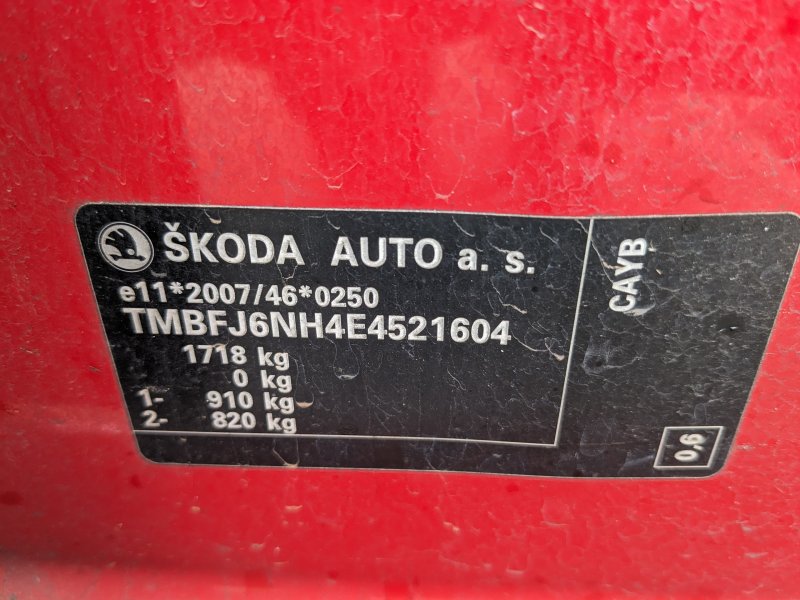 ŠKODA AUTO a. s.
e11*2007/46*0250
TMBFJ6NH4E4521604
1718 kg
0 kg
1- 910 kg
2- 820 kg
CAYB
0,6